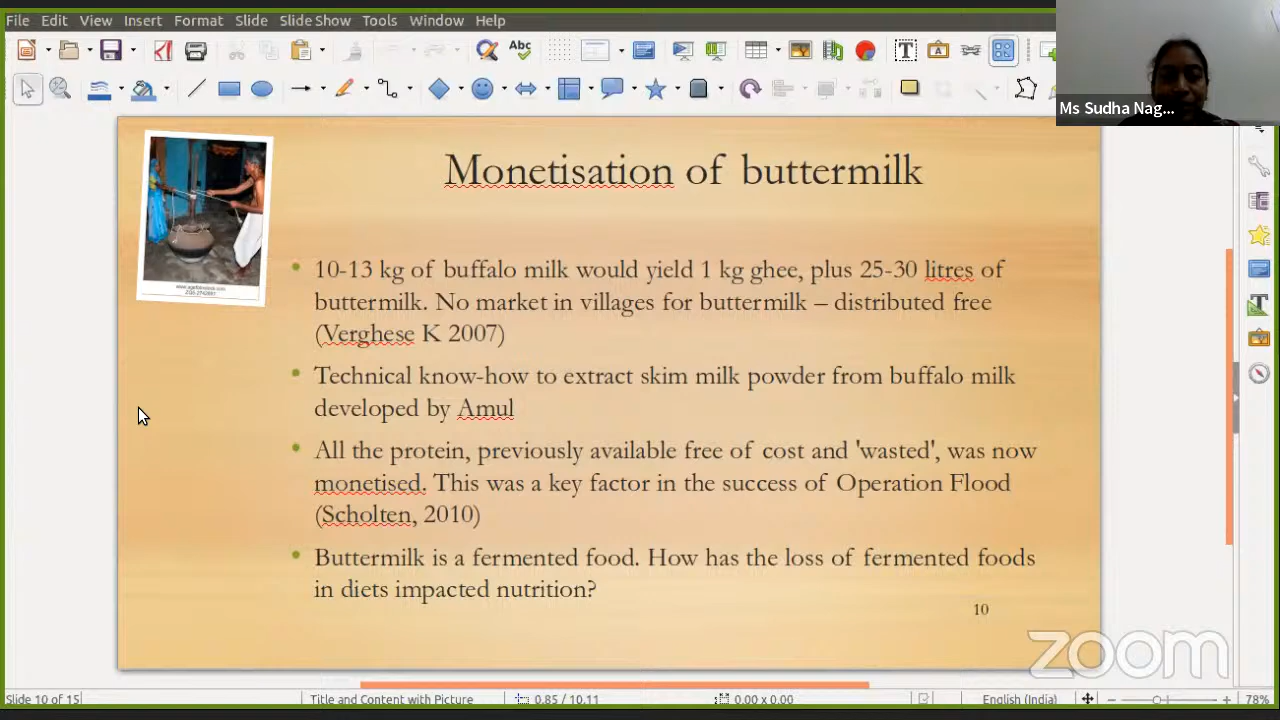 File Edit View Insert Format Slide Slide Show Tools Window Help
Abc
Ms Sudha Nag...
Monetisation of buttermilk
10-13 kg of buffalo milk would yield 1 kg ghee, plus 25-30 litres of
buttermilk. No market in villages for buttermilk – distributed free
(Verghese K 2007)
Technical know-how to extract skim milk powder from buffalo milk
developed by Amul
All the protein, previously available free of cost and 'wasted', was now
monetised. This was a key factor in the success of Operation Flood
(Scholten, 2010)
Buttermilk is a fermented food. How has the loss of fermented foods
in diets impacted nutrition?
10
zoom
Slide 10 of 15 Title and Content with Picture 0.85 / 10.11 0.00 x 0.00 English (India) 78%